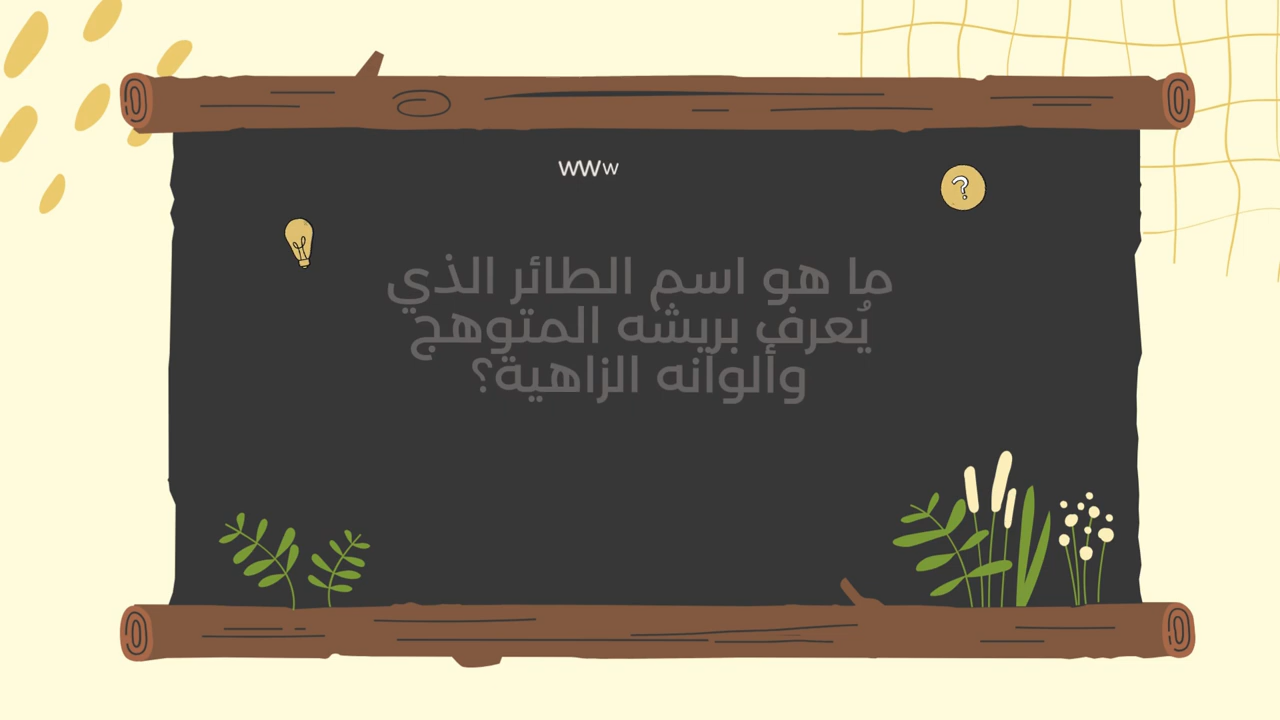 wWw
ما هو اسم الطائر الذي
يُعرف بريشه المتوهج
وألوانه الزاهية؟
?